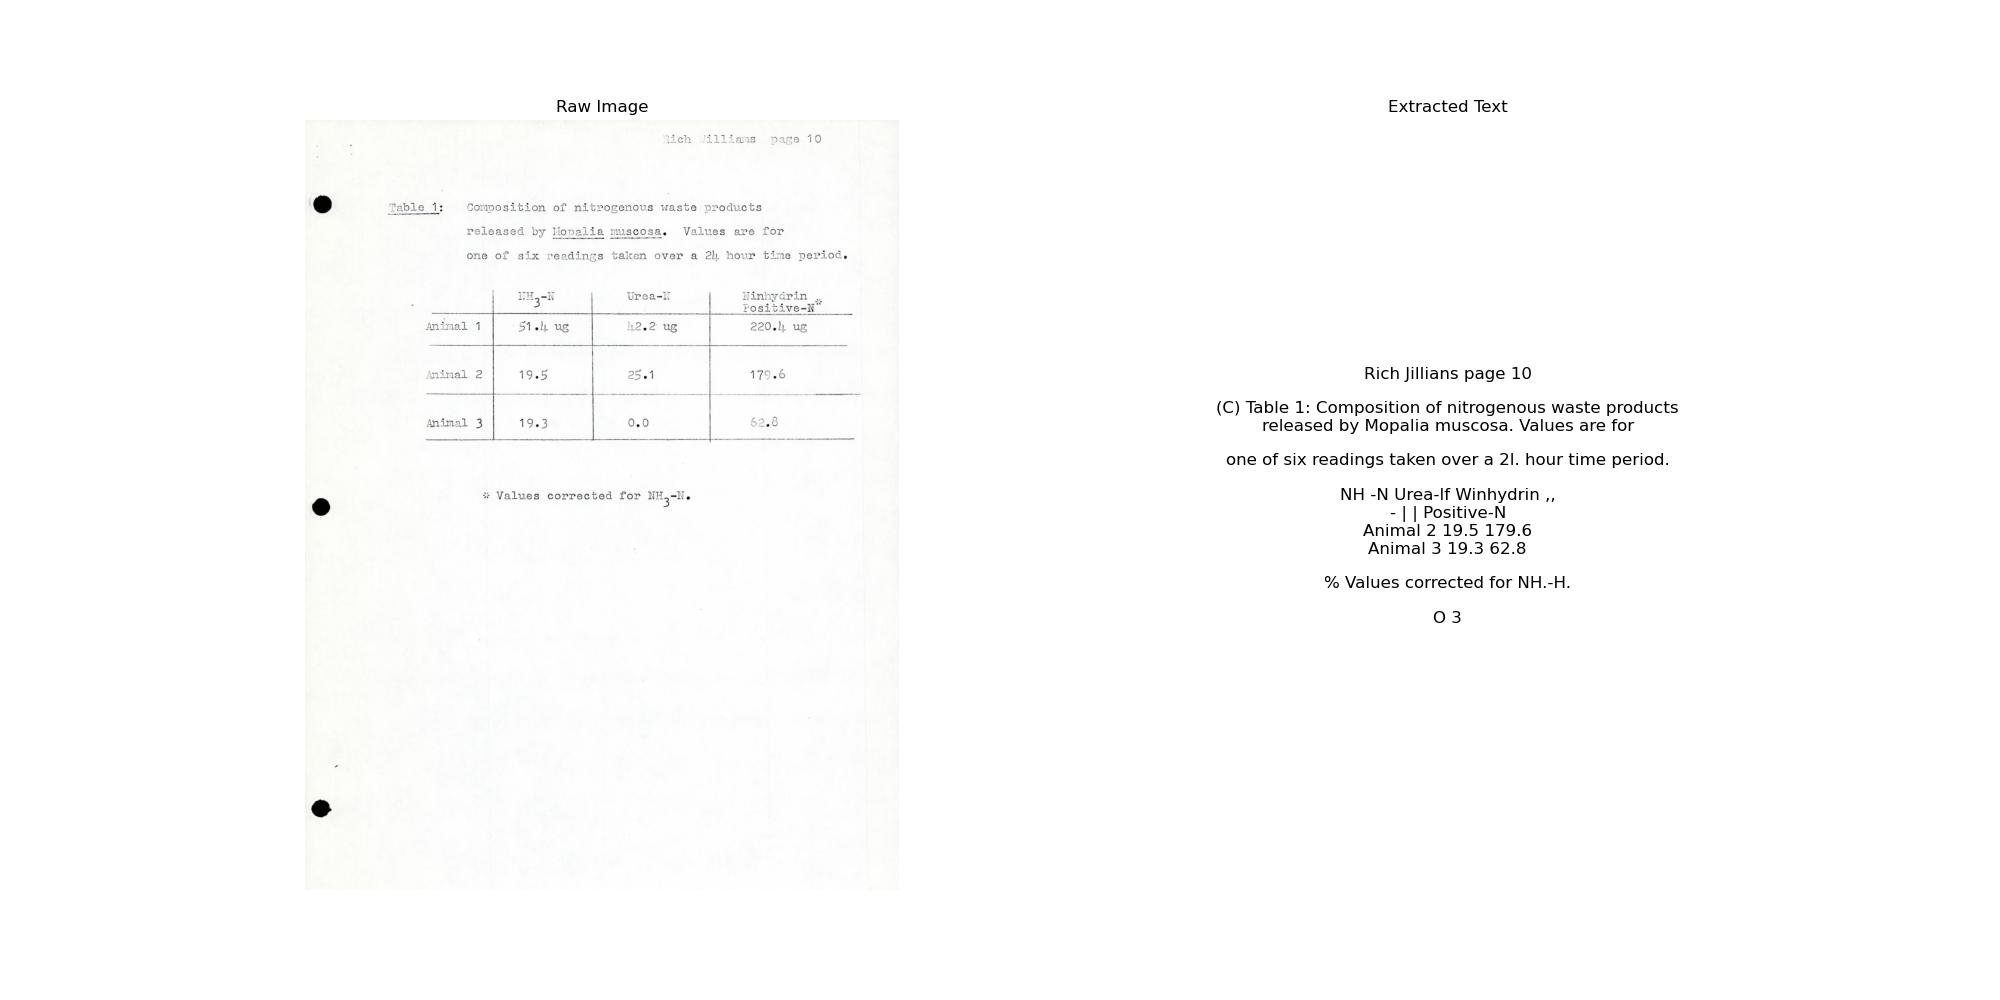 Raw Image
Rich Williams page 10
Table 1: Composition of nitrogenous waste products
released by Mopalia muscosa. Values are for
one of six readings taken over a 24 hour time period.
NH3-N Urea-N Ninhydrin
Positive-N*
Animal 1 51.4 ug 42.2 ug 220.4 ug
Animal 2 19.5 25.1 179.6
Animal 3 19.3 0.0 62.8
* Values corrected for NH3-N.
Extracted Text
Rich Jillians page 10
(C) Table 1: Composition of nitrogenous waste products
released by Mopalia muscosa. Values are for
one of six readings taken over a 2l. hour time period.
NH -N Urea-lf Winhydrin ,,
- | | Positive-N
Animal 2 19.5 179.6
Animal 3 19.3 62.8
% Values corrected for NH.-H.
O 3